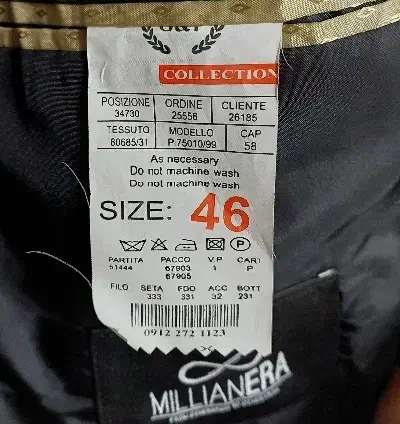 G&P
COLLECTION
POSIZIONE ORDINE CLIENTE
34730 25556 26185
TESSUTO MODELLO CAP
80685/31 P 75010/99 58
As necessary
Do not machine wash
Do not machine wash
SIZE: 46
PARTITA PACCO V.P CART
51444 67903 1 P
67905
FILO SETA FDO ACC BOTT
333 331 32 231
0912 272 1123
MILLIANERA